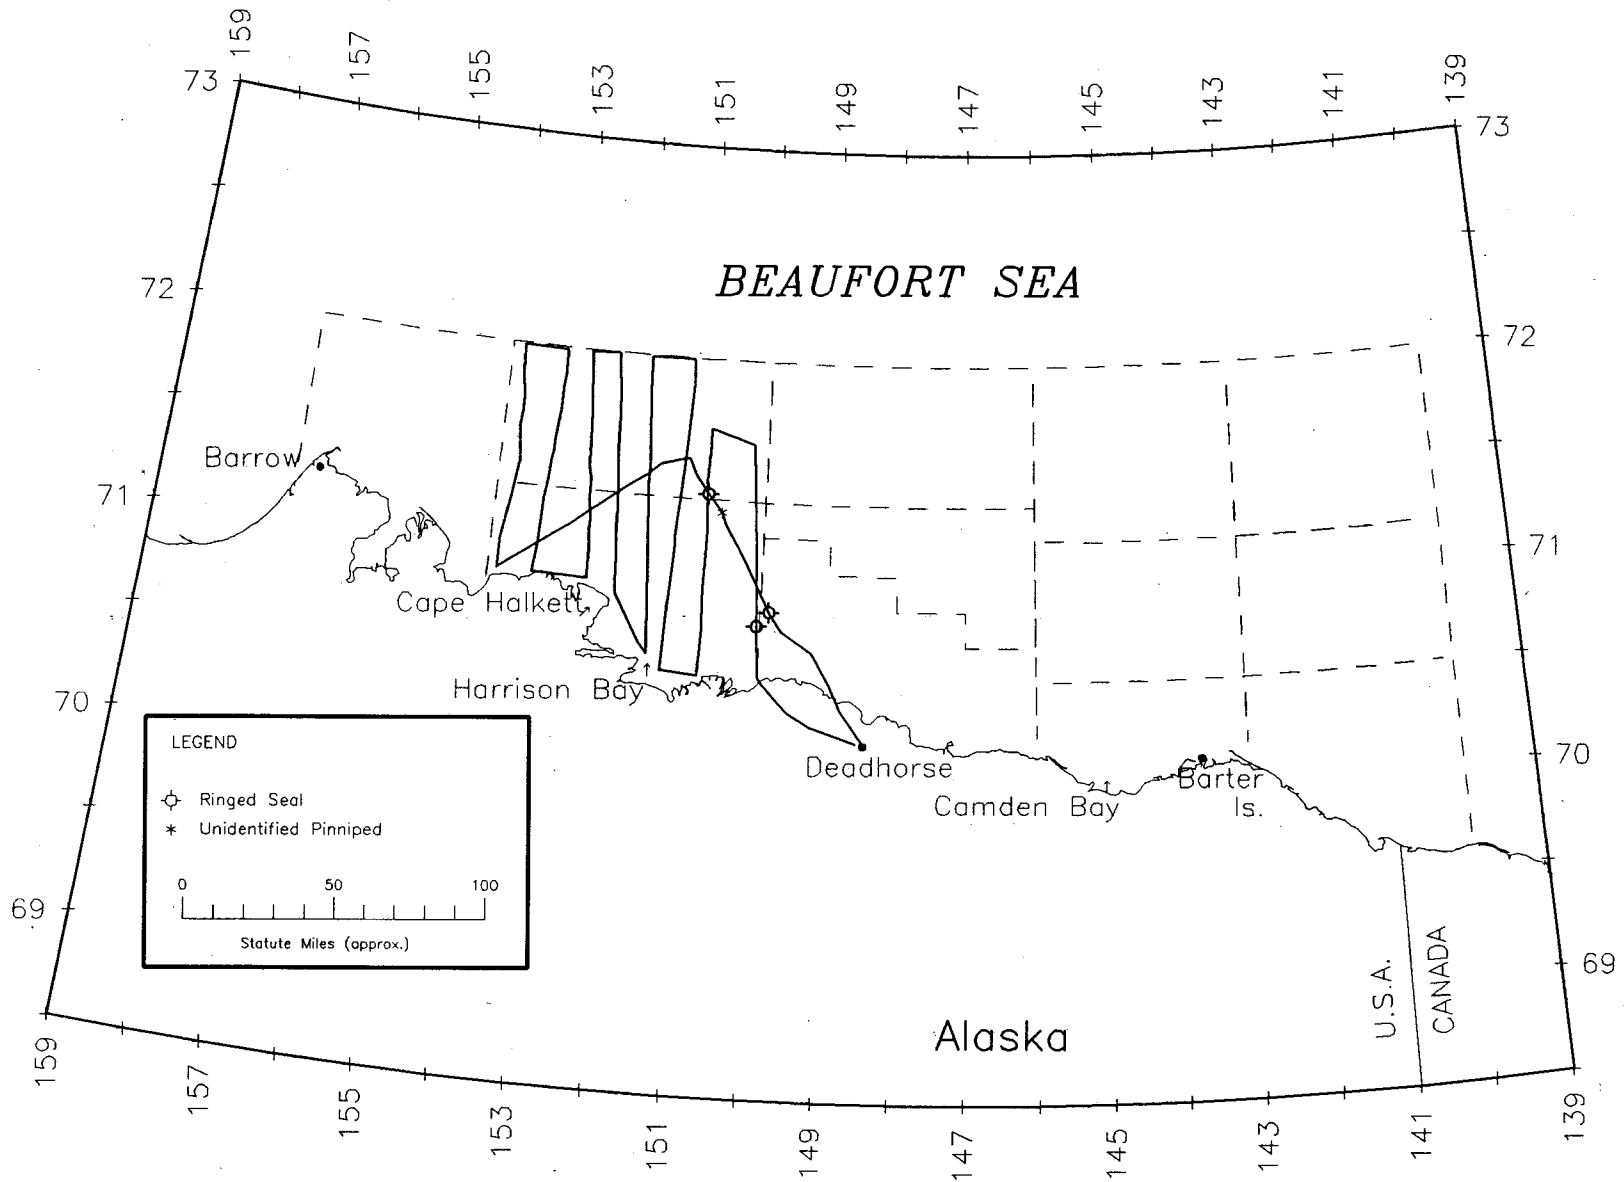 159
157
155
153
151
149
147
145
143
141
139
73
73
BEAUFORT SEA
72
72
Barrow
71
71
Cape Halkett
Harrison Bay
70
70
Deadhorse
Camden Bay
Barter
Is.
LEGEND
Ringed Seal
Unidentified Pinniped
0 50 100
Statute Miles (approx.)
69
69
U.S.A.
CANADA
Alaska
159
157
155
153
151
149
147
145
143
141
139